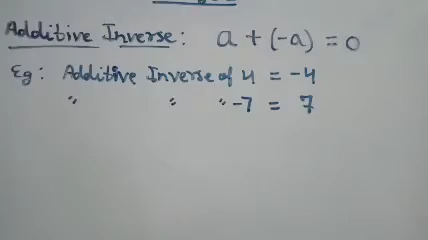 Additive Inverse: a + (-a) = 0
Eg: Additive Inverse of 4 = -4
" " " -7 = 7